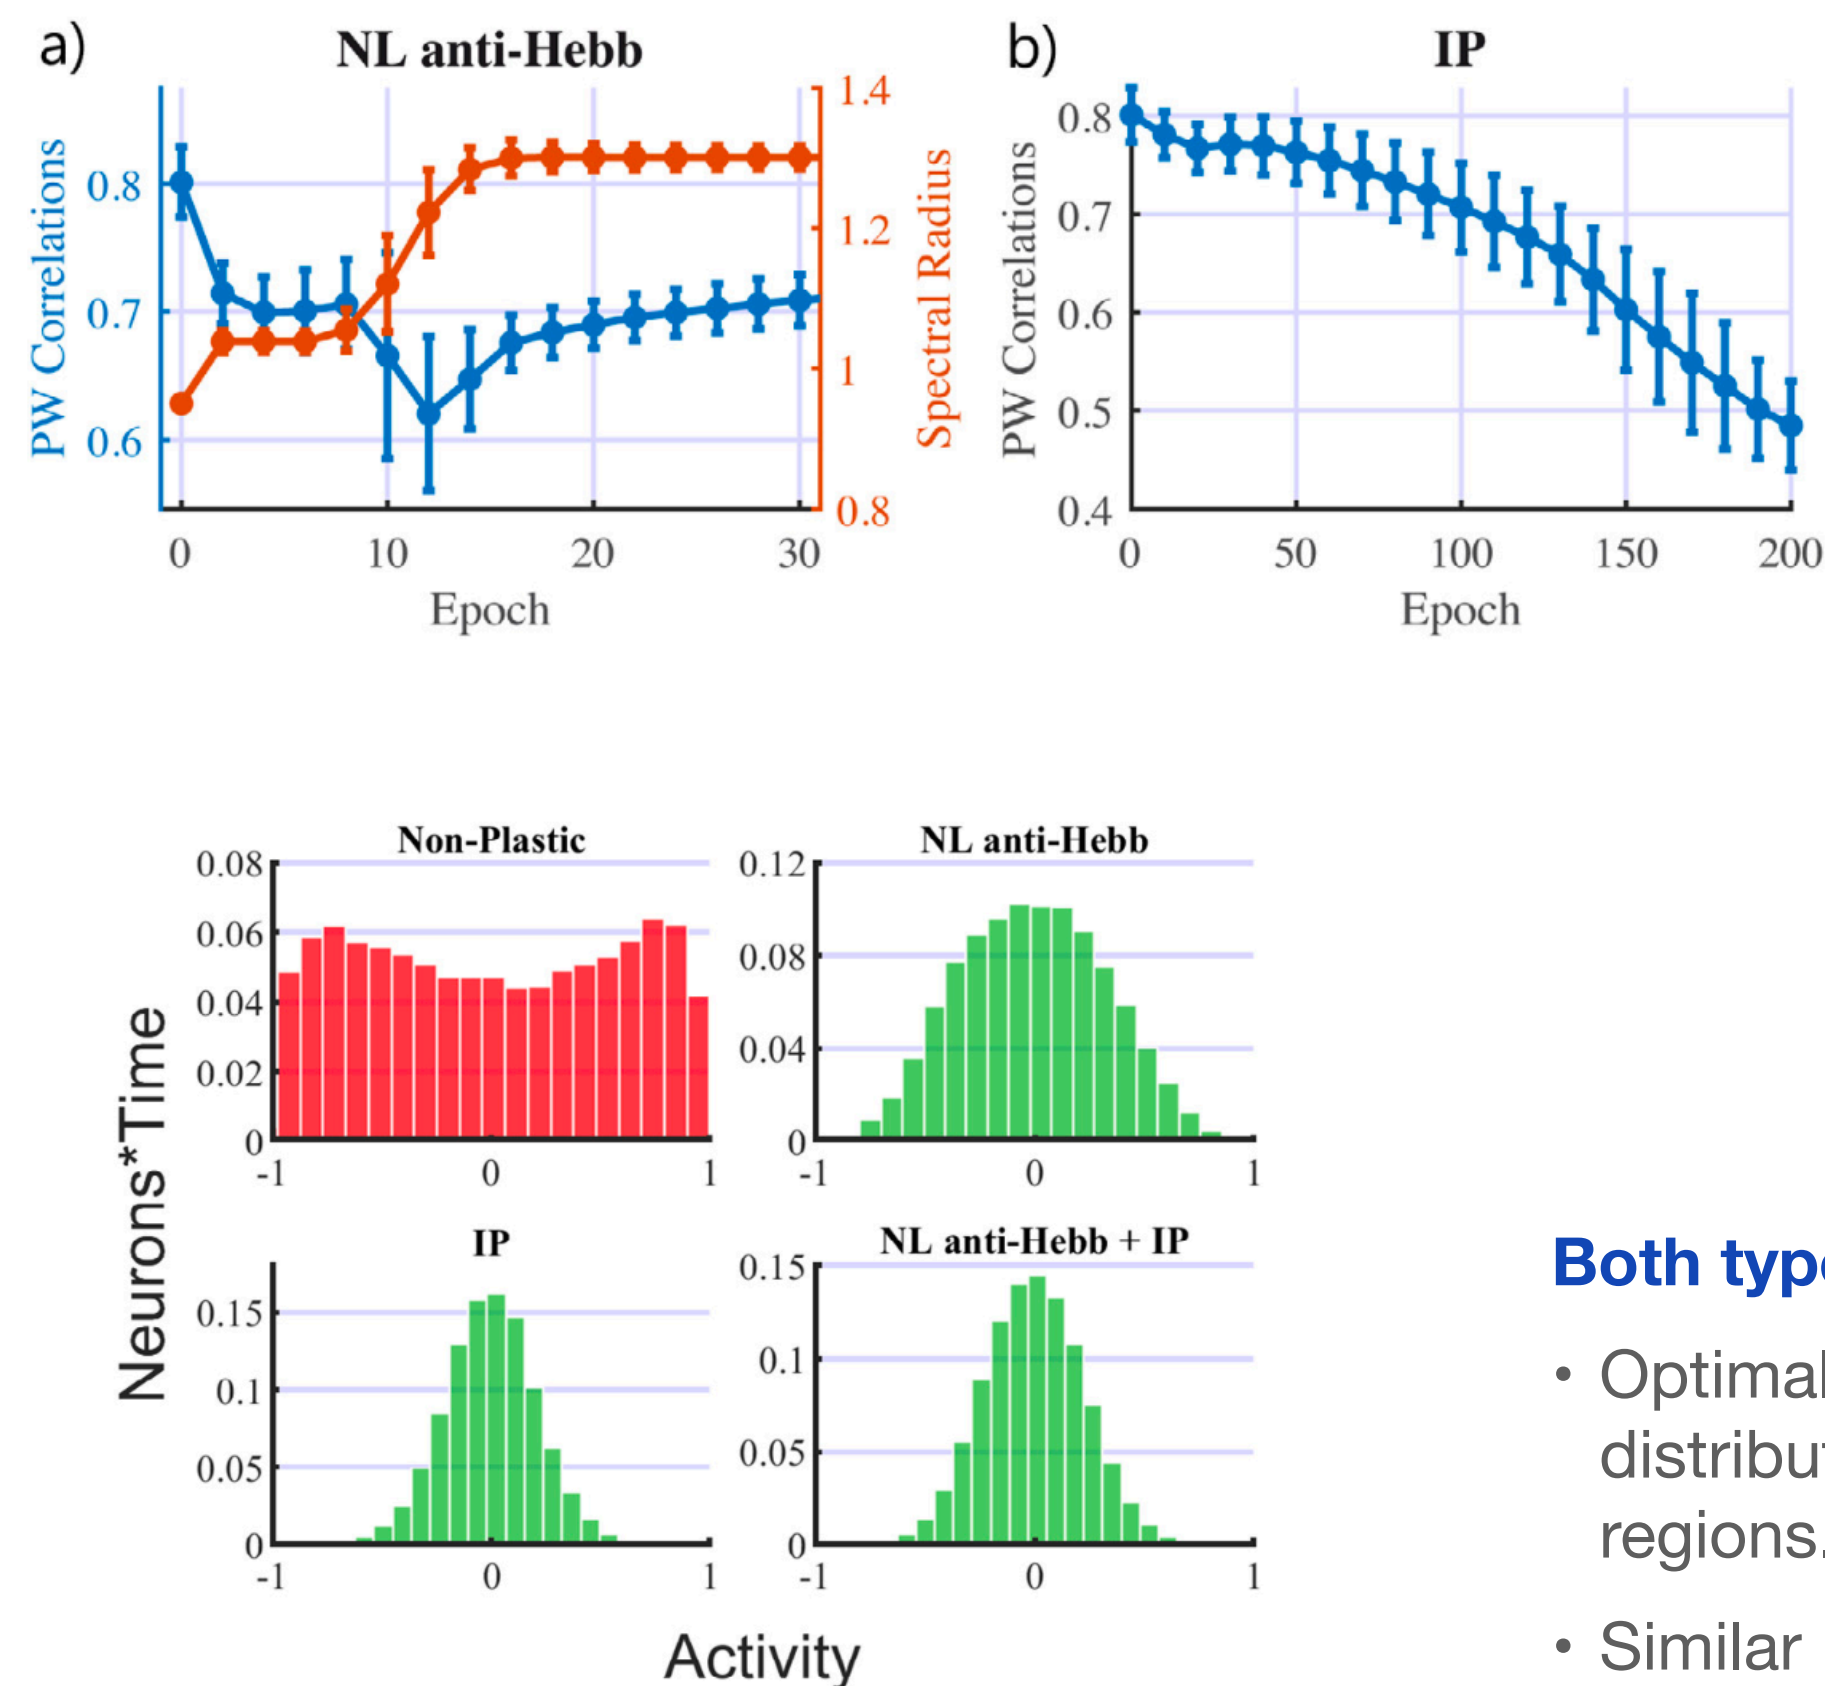 a)
NL anti-Hebb
PW Correlations
0.8
0.7
0.6
1.4
1.2
1
0.8
Spectral Radius
0
10
20
30
Epoch
b)
IP
PW Correlations
0.8
0.7
0.6
0.5
0.4
0
50
100
150
200
Epoch
Neurons*Time
Non-Plastic
0.08
0.06
0.04
0.02
0
-1
0
1
NL anti-Hebb
0.12
0.08
0.04
0
-1
0
1
IP
0.15
0.1
0.05
0
-1
0
1
NL anti-Hebb + IP
0.15
0.1
0.05
0
-1
0
1
Activity
Both
• Optimal
regions.
• Similar